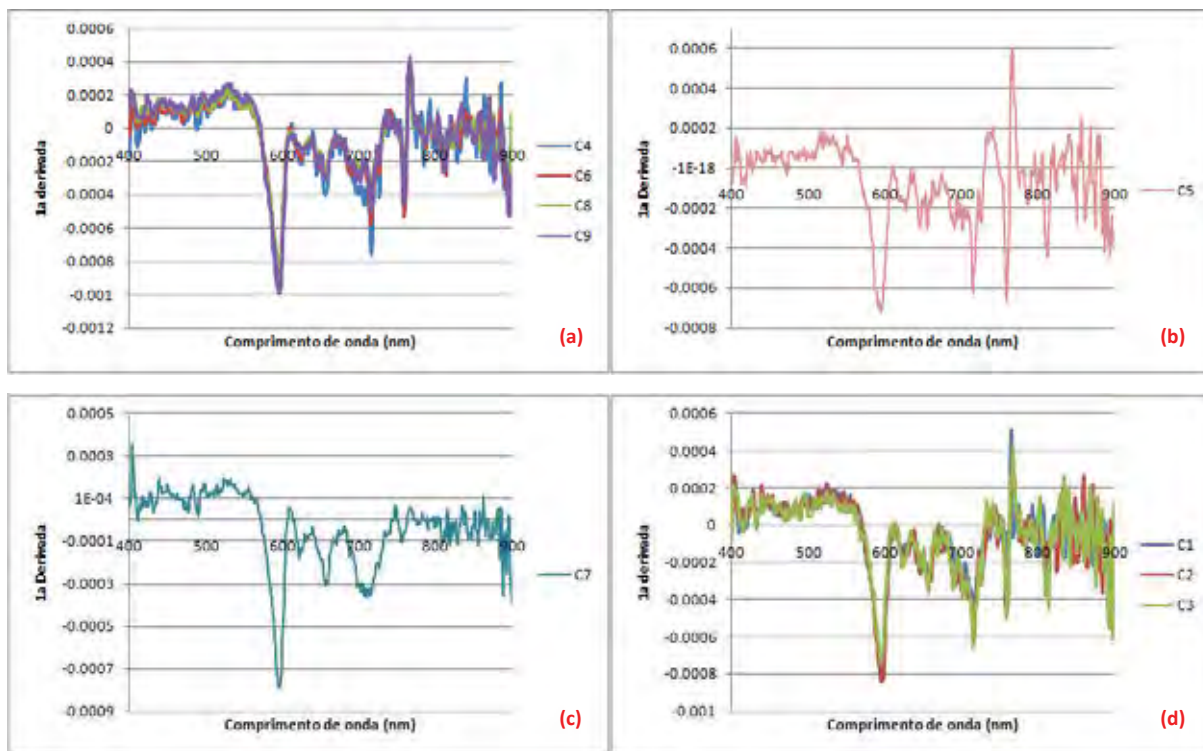 0.0006
0.0004
0.0002
0
-0.0002
-0.0004
-0.0006
-0.0008
-0.001
-0.0012
400 500 600 700 800 900
1a derivada
Comprimento de onda (nm)
C4
C6
C8
C9
(a)
0.0006
0.0004
0.0002
-1E-18
-0.0002
-0.0004
-0.0006
-0.0008
400 500 600 700 800 900
1a Derivada
Comprimento de onda (nm)
C5
(b)
0.0005
0.0003
1E-04
-0.0001
-0.0003
-0.0005
-0.0007
-0.0009
400 500 600 700 800 900
1a Derivada
Comprimento de onda (nm)
C7
(c)
0.0006
0.0004
0.0002
0
-0.0002
-0.0004
-0.0006
-0.0008
-0.001
400 500 600 700 800 900
1a derivada
Comprimento de onda (nm)
C1
C2
C3
(d)